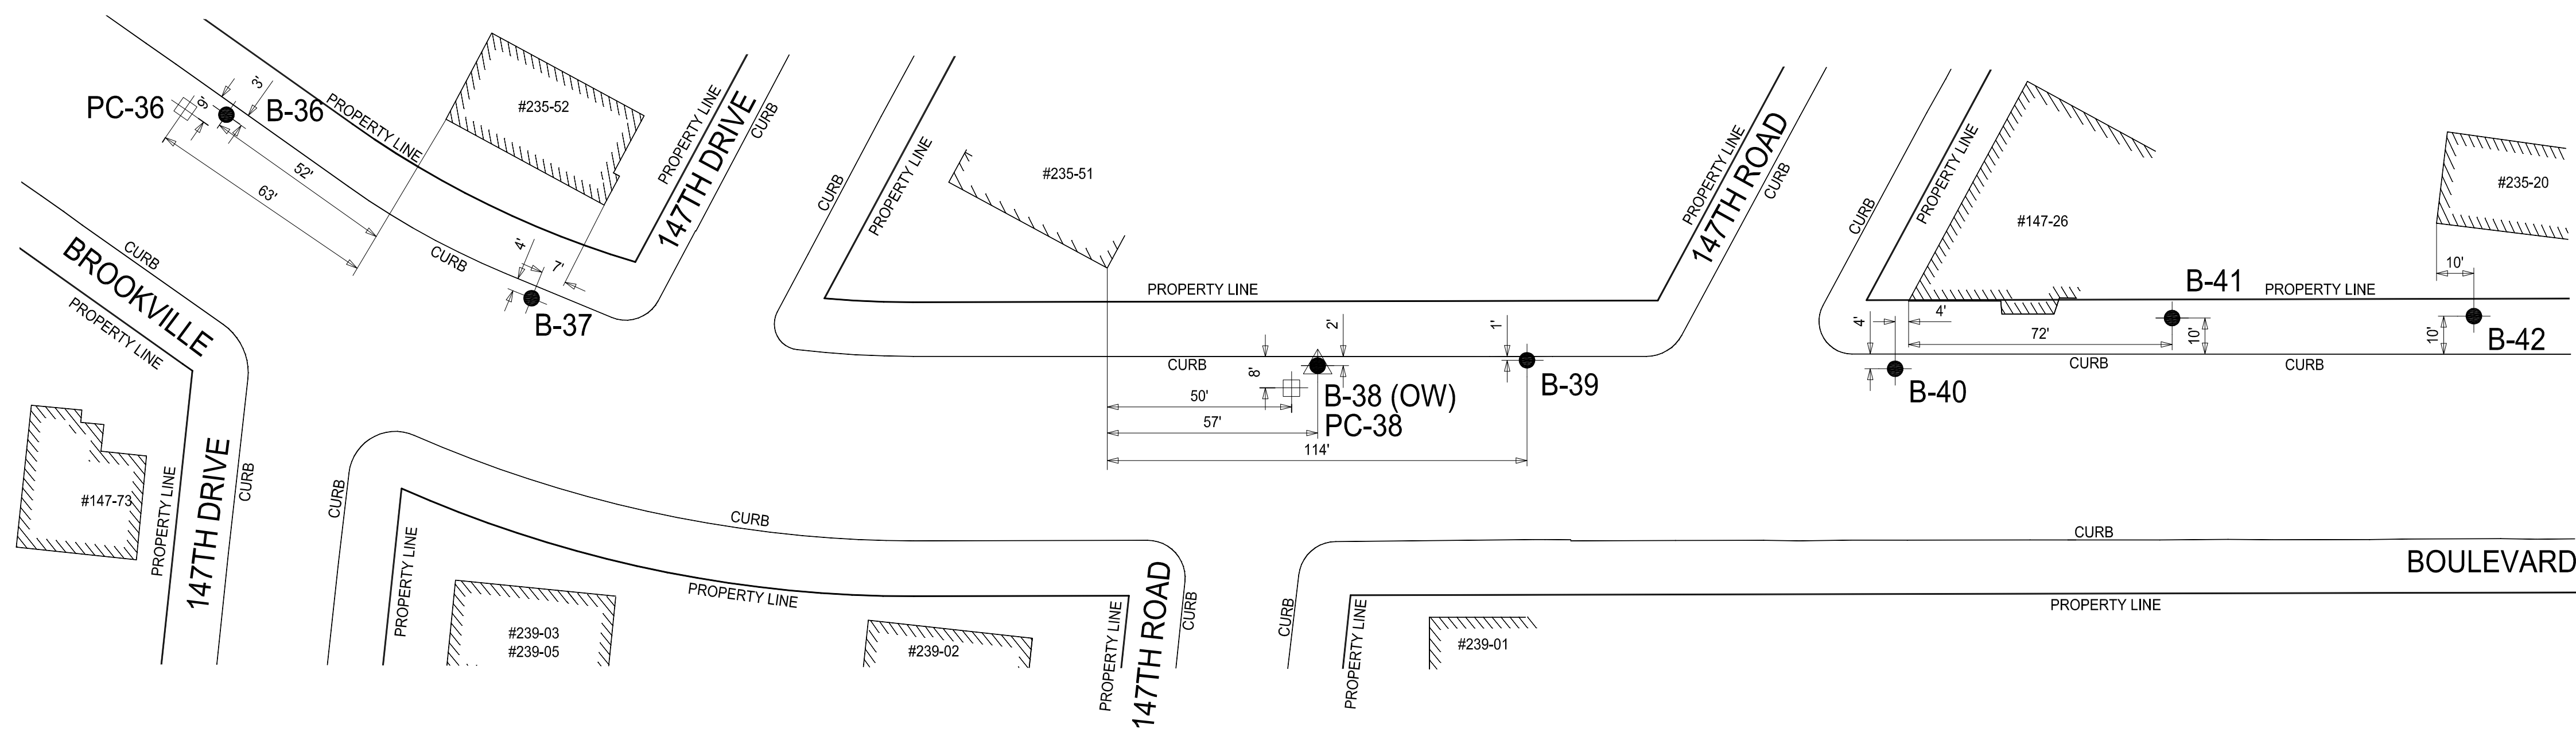 PC-36
9'
3'
B-36
PROPERTY LINE
#235-52
PROPERTY LINE
147TH DRIVE
CURB
52'
63'
CURB
4'
7'
B-37
BROOKVILLE
CURB
PROPERTY LINE
#147-73
PROPERTY LINE
147TH DRIVE
CURB
CURB
PROPERTY LINE
#235-51
PROPERTY LINE
PROPERTY LINE
147TH ROAD
CURB
CURB
8'
2'
1'
50'
57'
114'
B-38 (OW)
PC-38
B-39
CURB
PROPERTY LINE
#147-26
#235-20
B-41
PROPERTY LINE
10'
4'
4'
72'
10'
10'
B-42
CURB
CURB
B-40
CURB
PROPERTY LINE
CURB
PROPERTY LINE
#239-03
#239-05
#239-02
PROPERTY LINE
147TH ROAD
CURB
CURB
PROPERTY LINE
#239-01
CURB
BOULEVARD
PROPERTY LINE